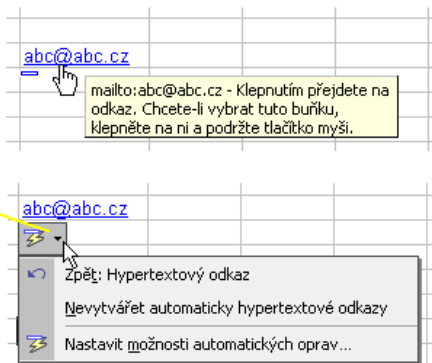 abc@abc.cz
mailto:abc@abc.cz - Klepnutím přejdete na
odkaz. Chcete-li vybrat tuto buňku,
klepněte na ni a podržte tlačítko myši.
abc@abc.cz
Zpět: Hypertextový odkaz
Nevytvářet automaticky hypertextové odkazy
Nastavit možnosti automatických oprav...